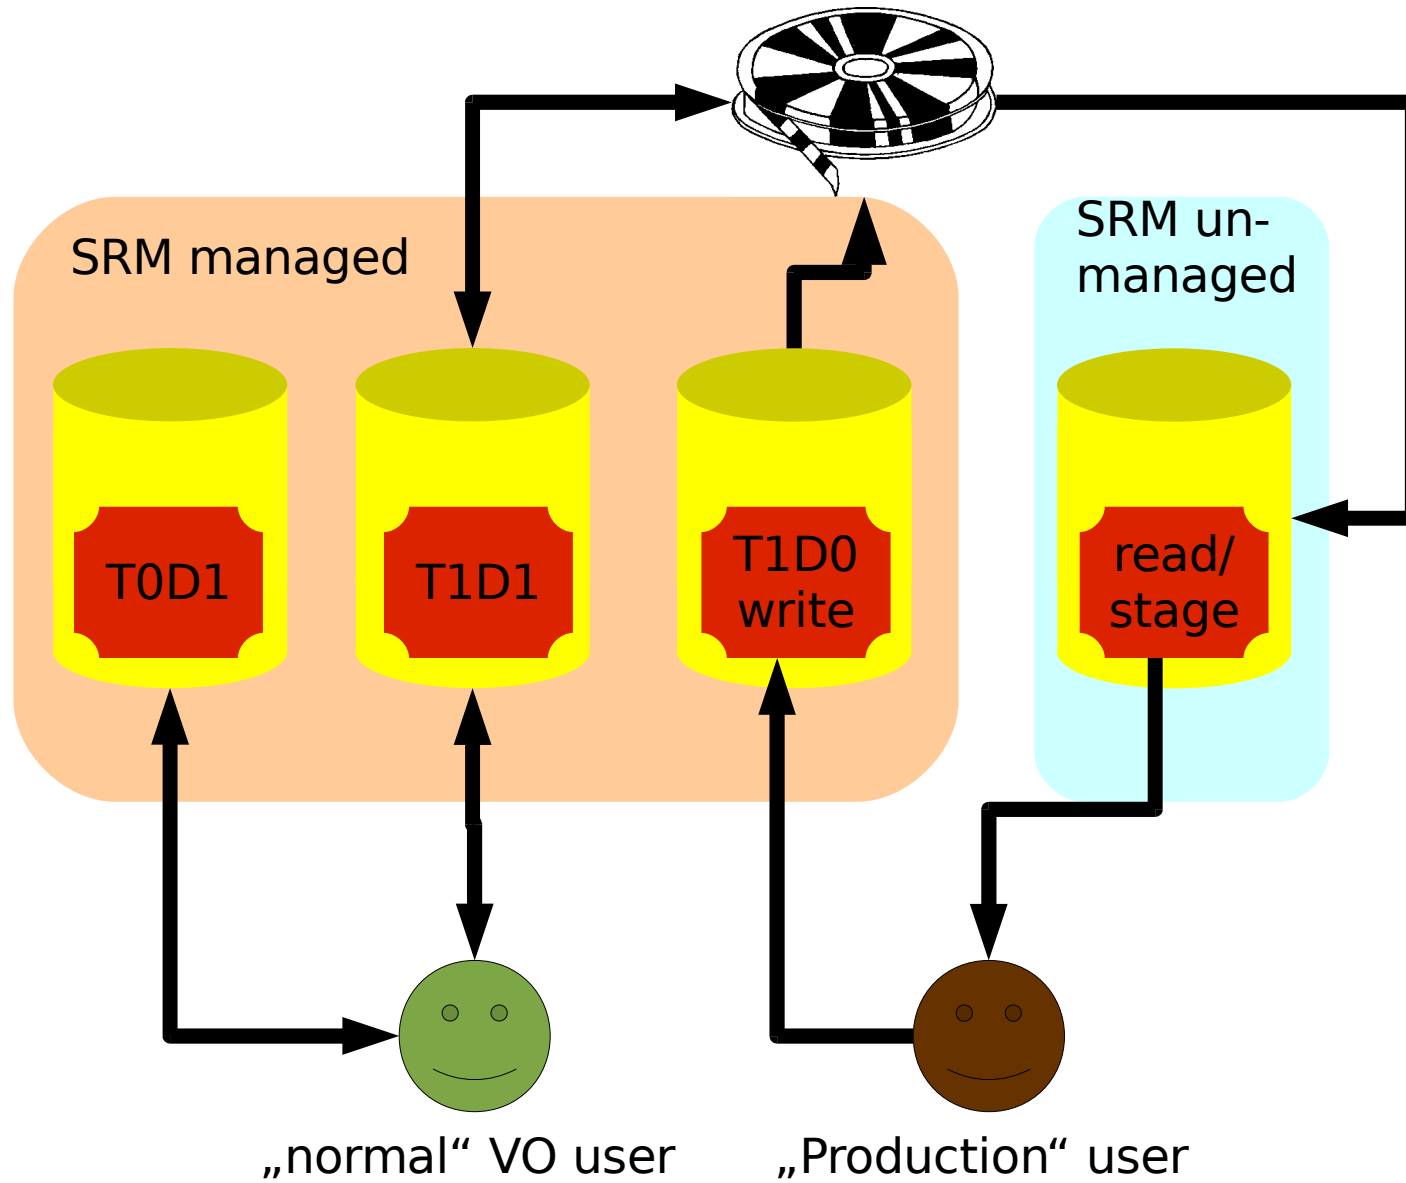 SRM managed
SRM un-
managed
T0D1
T1D1
T1D0
write
read/
stage
„normal“ VO user
„Production“ user